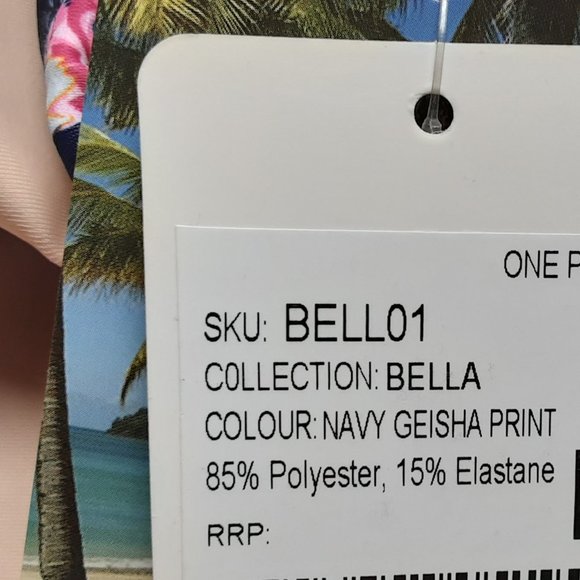 ONE P
SKU: BELL01
COLLECTION: BELLA
COLOUR: NAVY GEISHA PRINT
85% Polyester, 15% Elastane
RRP: